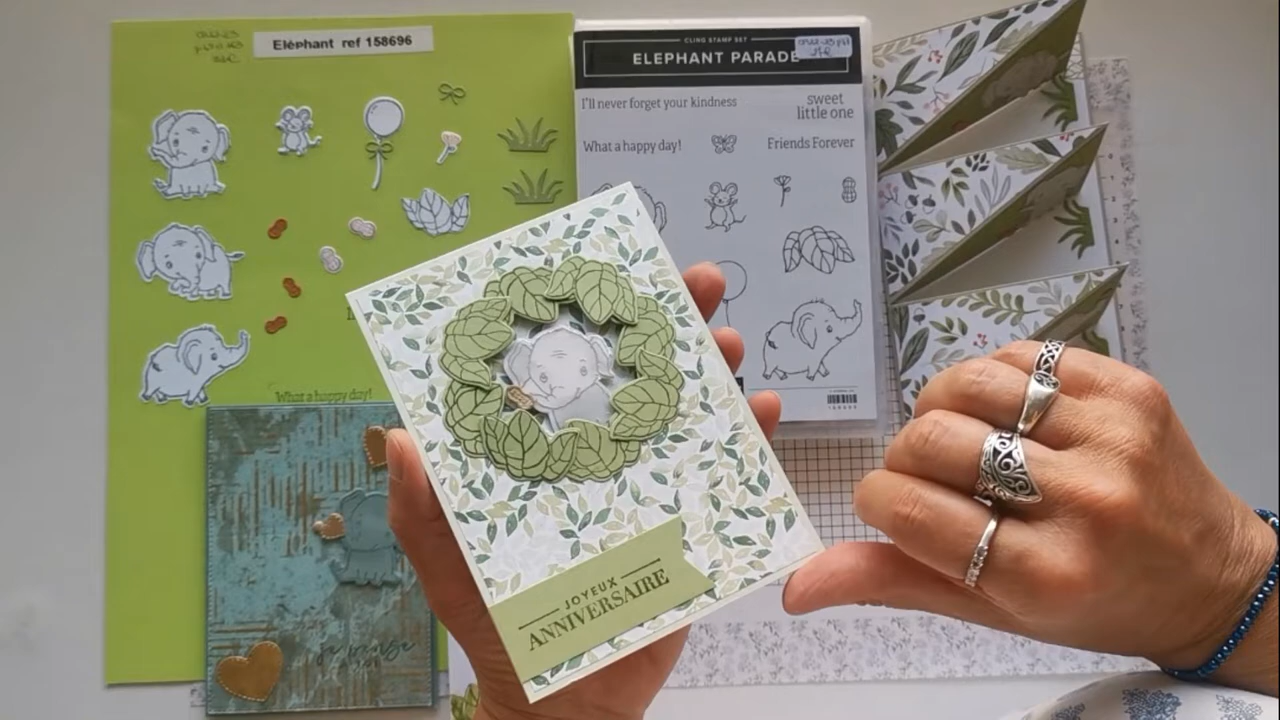 Eléphant ref 158696
CLING STAMP SET
ELEPHANT PARADE
I'll never forget your kindness
sweet
little one
What a happy day!
Friends Forever
What a happy day!
JOYEUX
ANNIVERSAIRE